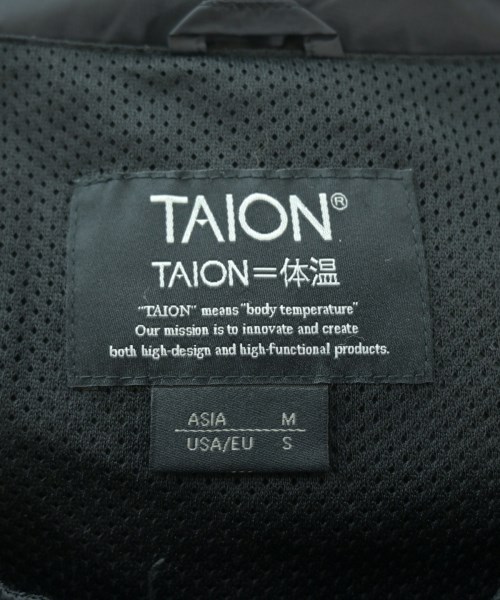 TAION®
TAION=体温
"TAION" means "body temperature"
Our mission is to innovate and create
both high-design and high-functional products.
ASIA M
USA/EU S